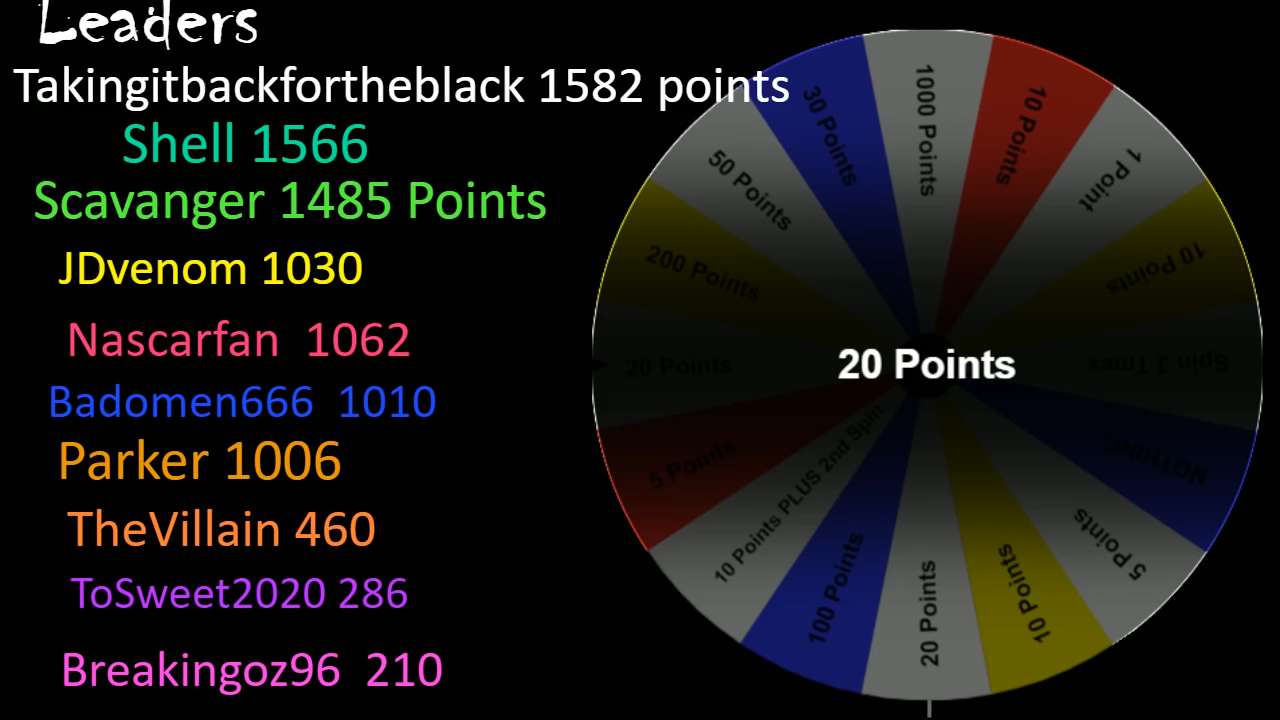 Leaders
Takingitbackfortheblack 1582 points
Shell 1566
Scavanger 1485 Points
JDvenom 1030
Nascarfan 1062
Badomen666 1010
Parker 1006
TheVillain 460
ToSweet2020 286
Breakingoz96 210
1000 Points
10 Points
1 Point
10 Points
Spin 3 Tmes
NOTHING
5 Points
10 Points
20 Points
100 Points
10 Points PLUS 2nd Spin
5 Points
20 Points
200 Points
50 Points
30 Points
20 Points